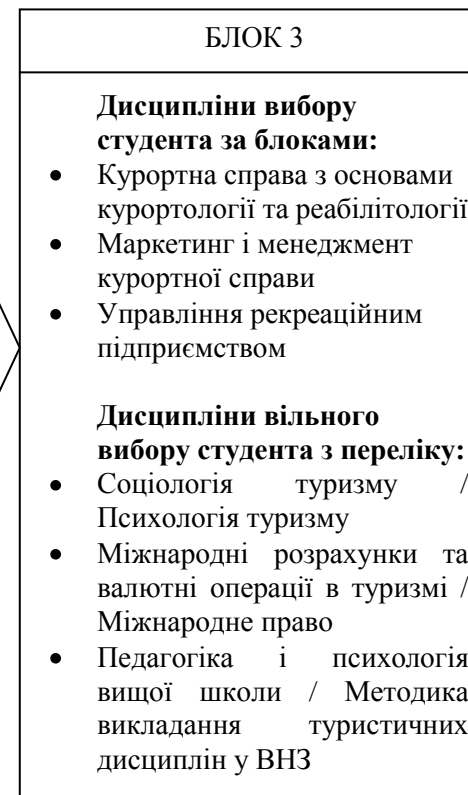 БЛОК 3
Дисципліни вибору
студента за блоками:
• Курортна справа з основами
курортології та реабілітології
• Маркетинг і менеджмент
курортної справи
• Управління рекреаційним
підприємством
Дисципліни вільного
вибору студента з переліку:
• Соціологія туризму /
Психологія туризму
• Міжнародні розрахунки та
валютні операції в туризмі /
Міжнародне право
• Педагогіка і психологія
вищої школи / Методика
викладання туристичних
дисциплін у ВНЗ